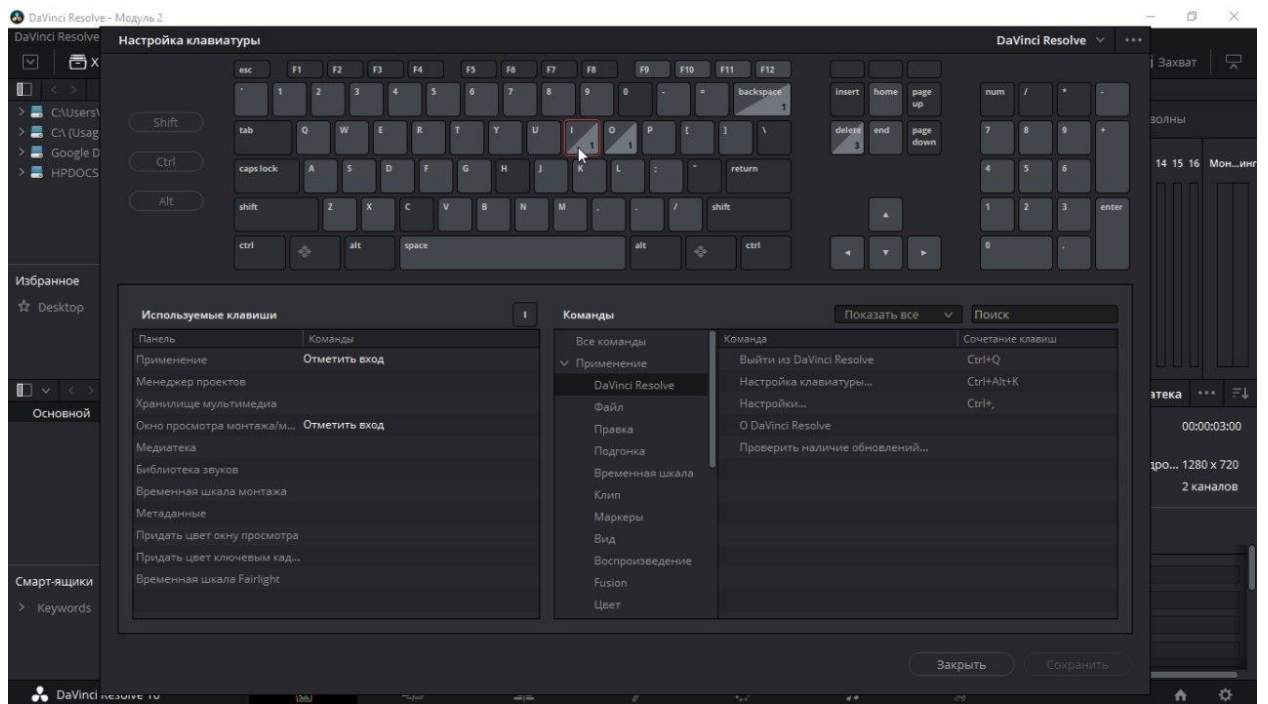 DaVinci Resolve - Модуль 2
DaVinci Resolve
Настройка клавиатуры
DaVinci Resolve
Захват
esc F1 F2 F3 F4 F5 F6 F7 F8 F9 F10 F11 F12
1 2 3 4 5 6 7 8 9 0 - = backspace 1 insert home page up num / * -
Shift
tab Q W E R T Y U I 1 O 1 P [ ] \ delete 3 end page down 7 8 9 +
Ctrl
caps lock A S D F G H J K L ; return 4 5 6
Alt
shift Z X C V B N M . / shift 1 2 3 enter
ctrl alt space alt ctrl 0 .
C:\Users\
C:\ (Usag
Google D
HPDOCS
волны
14 15 16 Мон...инг
Избранное
Desktop
Используемые клавиши I
Панель Команды
Применение Отметить вход
Менеджер проектов
Хранилище мультимедиа
Окно просмотра монтажа/м... Отметить вход
Медиатека
Библиотека звуков
Временная шкала монтажа
Метаданные
Придать цвет окну просмотра
Придать цвет ключевым кад...
Временная шкала Fairlight
Команды Показать все Поиск
Все команды
Применение
DaVinci Resolve
Файл
Правка
Подгонка
Временная шкала
Клип
Маркеры
Вид
Воспроизведение
Fusion
Цвет
Команда Сочетание клавиш
Выйти из DaVinci Resolve Ctrl+Q
Настройка клавиатуры... Ctrl+Alt+K
Настройки... Ctrl+,
О DaVinci Resolve
Проверить наличие обновлений...
Основной
атека
00:00:03:00
дро... 1280 x 720
2 каналов
Смарт-ящики
Keywords
Закрыть Сохранить
DaVinci Resolve 16